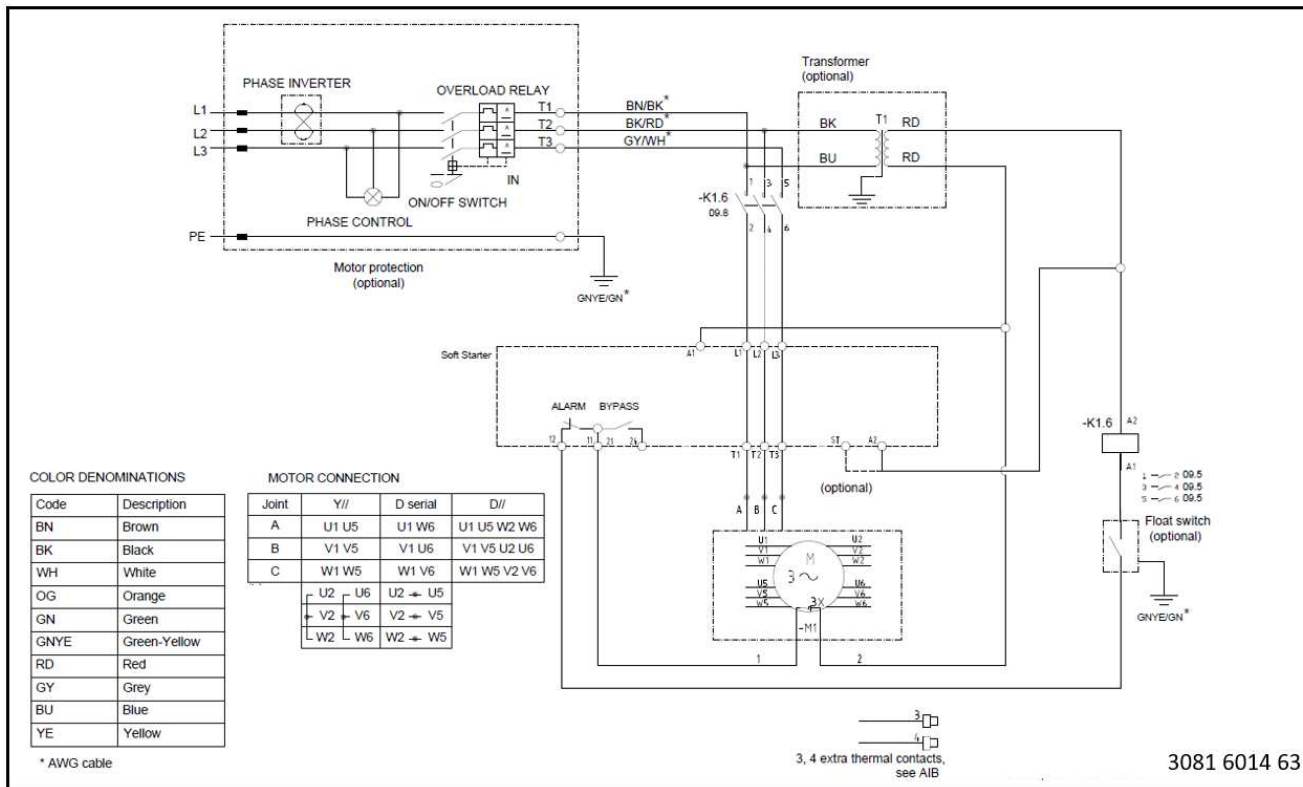 PHASE INVERTER
OVERLOAD RELAY
L1
L2
L3
T1
T2
T3
BN/BK*
BK/RD*
GY/WH*
IN
ON/OFF SWITCH
PHASE CONTROL
PE
Motor protection
(optional)
GNYE/GN*
Transformer
(optional)
BK
T1
RD
BU
RD
1 3 5
-K1.6
09.8
2 4 6
Soft Starter
A1 L1 L2 L3
ALARM BYPASS
12 11 21 24
T1 T2 T3
ST A2
(optional)
-K1.6
A2
A1
1 2 09.5
3 4 09.5
5 6 09.5
Float switch
(optional)
GNYE/GN*
A B C
U1 U2
V1 V2
W1 W2
M
3 ~
U5 U6
V5 V6
W5 W6
3x
-M1
1 2
3
4
3, 4 extra thermal contacts,
see AIB
COLOR DENOMINATIONS
Code Description
BN Brown
BK Black
WH White
OG Orange
GN Green
GNYE Green-Yellow
RD Red
GY Grey
BU Blue
YE Yellow
* AWG cable
MOTOR CONNECTION
Joint Y// D serial D//
A U1 U5 U1 W6 U1 U5 W2 W6
B V1 V5 V1 U6 V1 V5 U2 U6
C W1 W5 W1 V6 W1 W5 V2 V6
U2 U6 U2 U5
V2 V6 V2 V5
W2 W6 W2 W5
3081 6014 63